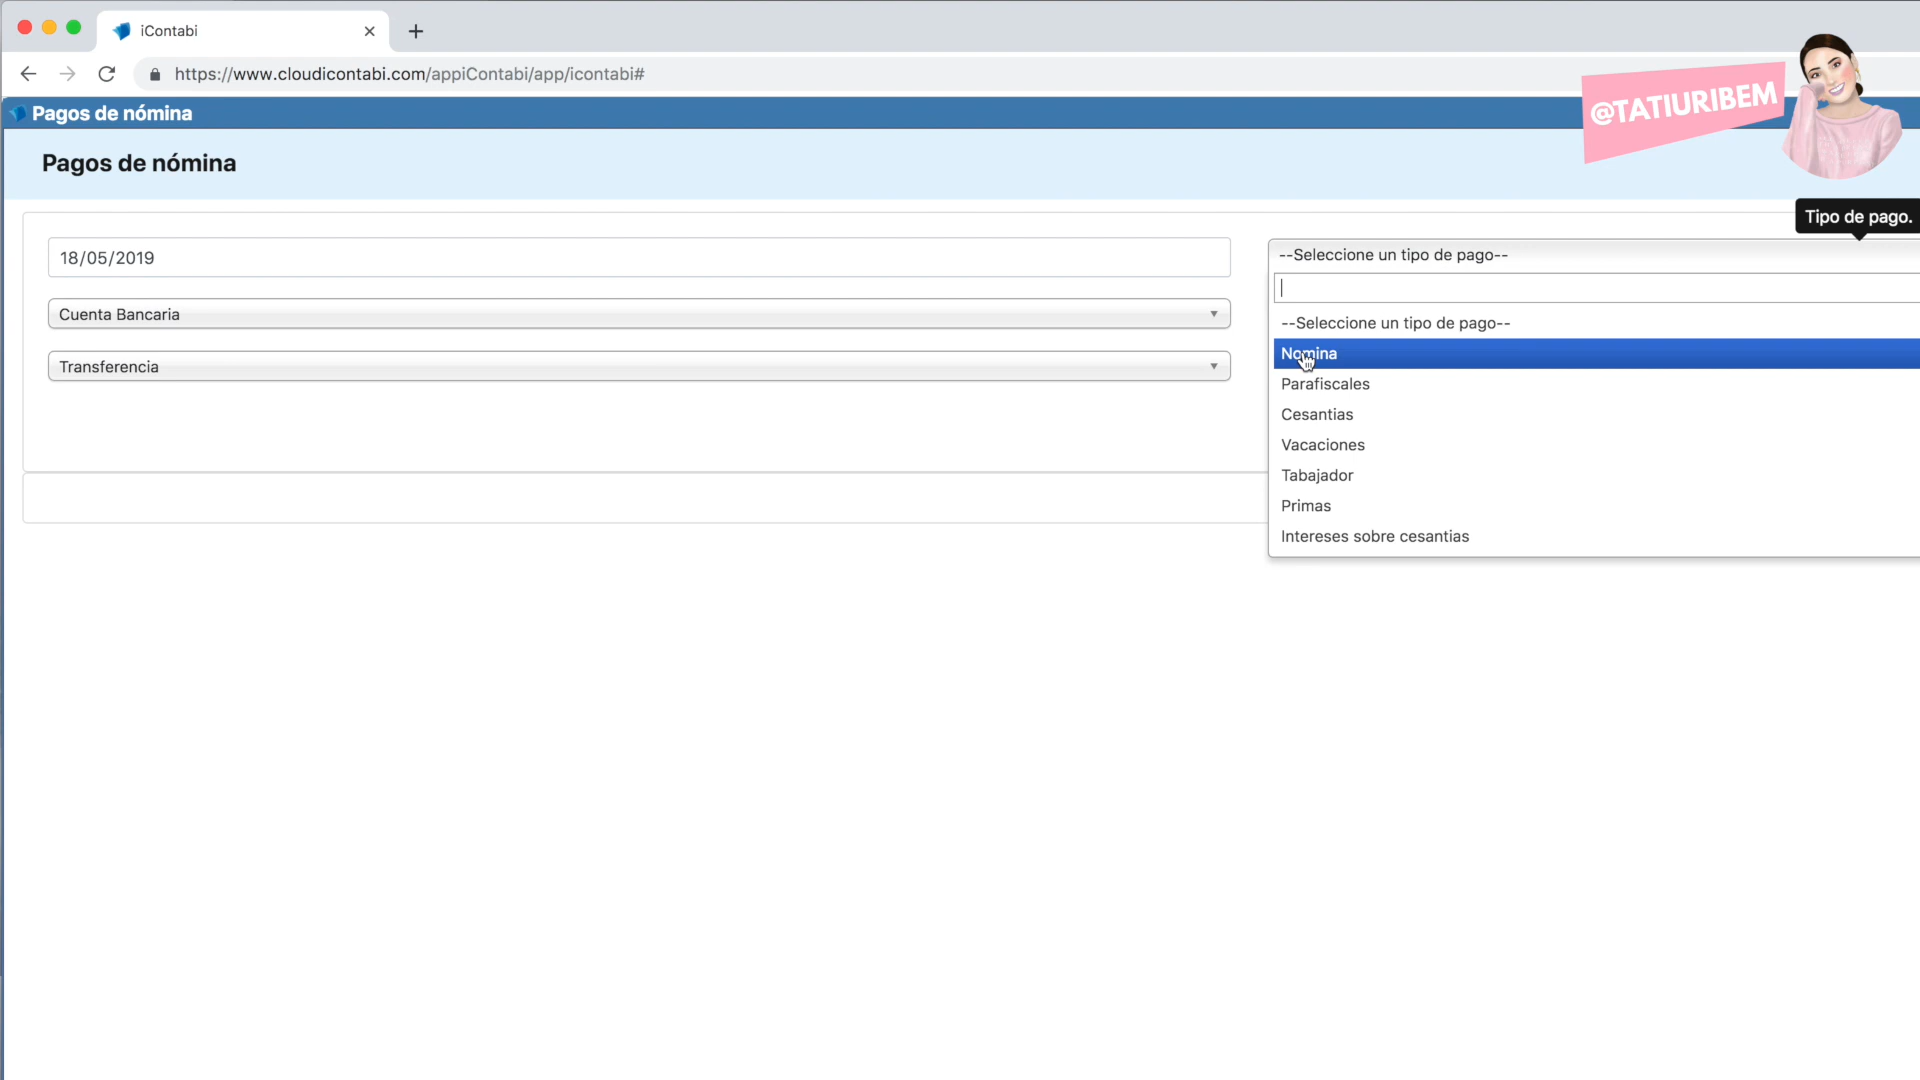 iContabi
https://www.cloudicontabi.com/appiContabi/app/icontabi#
@TATIURIBEM
Pagos de nómina
Pagos de nómina
Tipo de pago.
18/05/2019
--Seleccione un tipo de pago--
Cuenta Bancaria
--Seleccione un tipo de pago--
Nomina
Transferencia
Parafiscales
Cesantias
Vacaciones
Tabajador
Primas
Intereses sobre cesantias